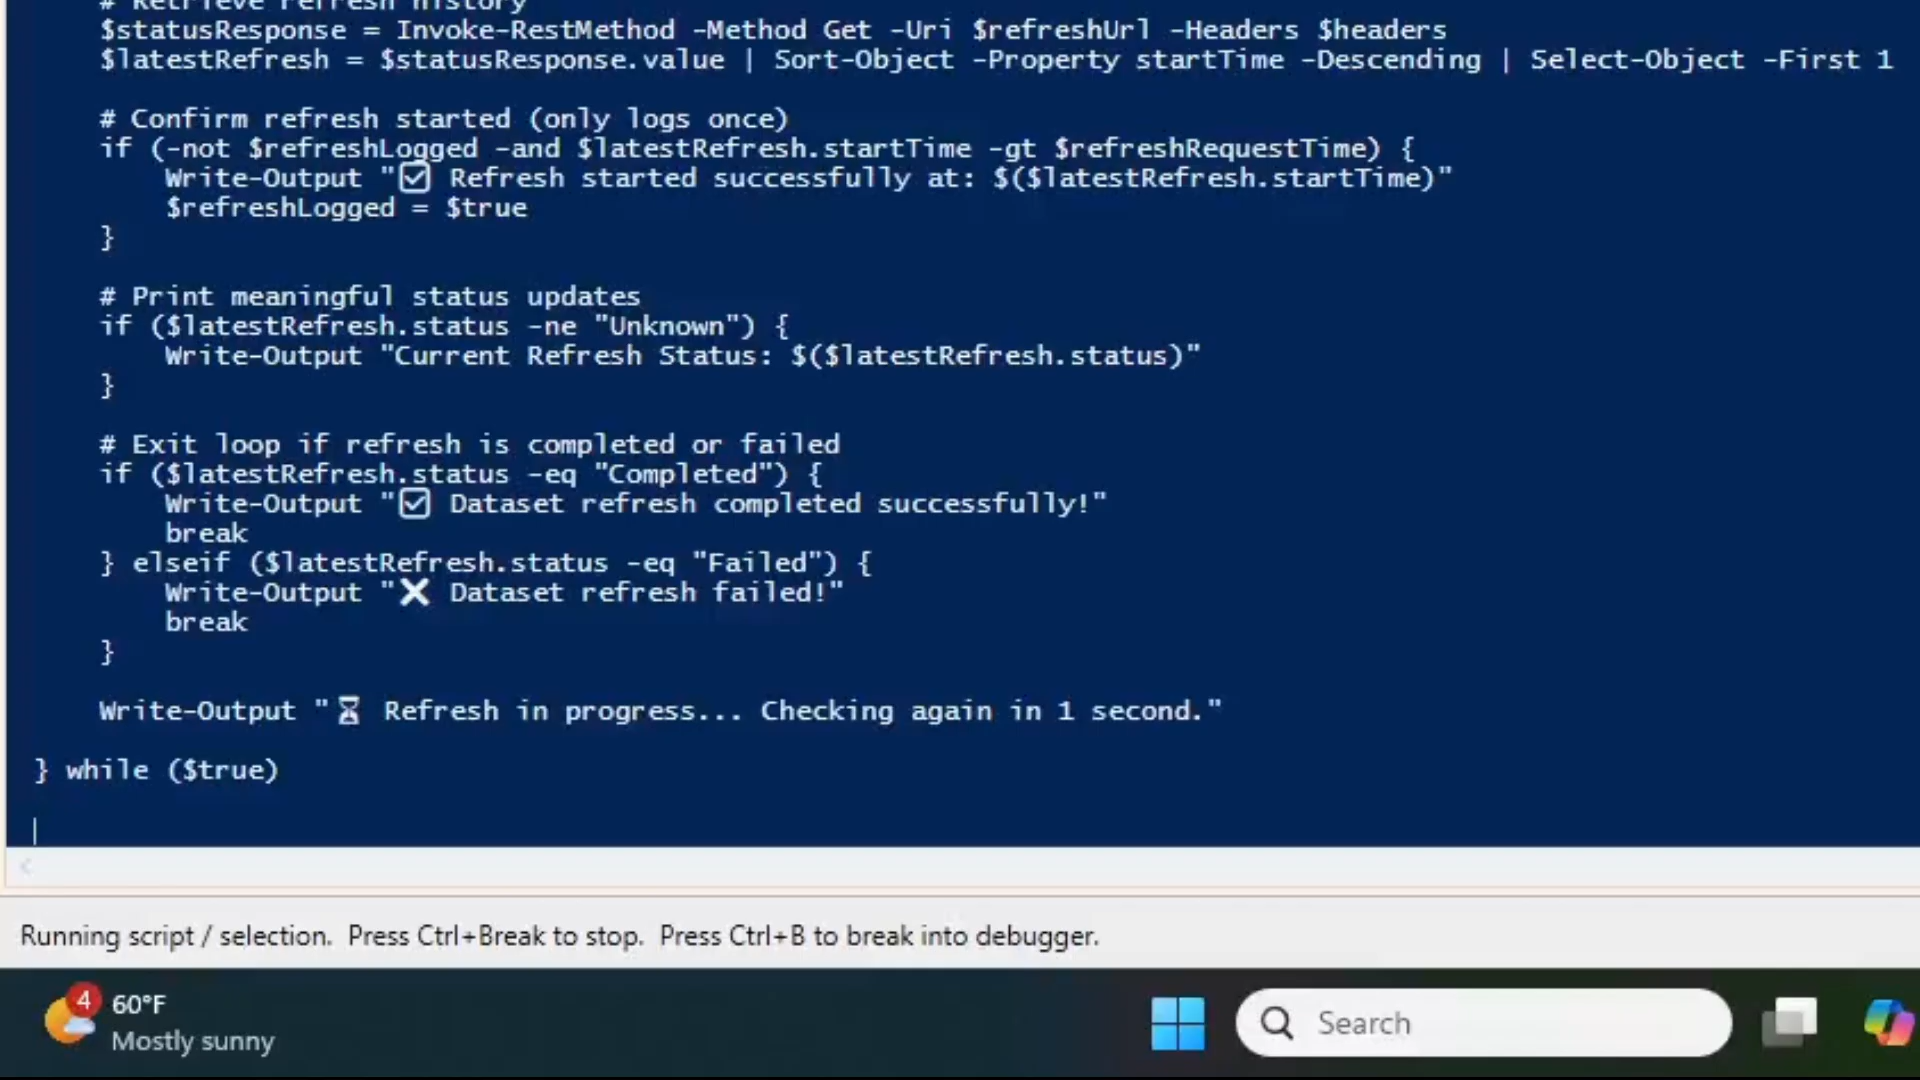 # Retrieve refresh history
$statusResponse = Invoke-RestMethod -Method Get -Uri $refreshUrl -Headers $headers
$latestRefresh = $statusResponse.value | Sort-Object -Property startTime -Descending | Select-Object -First 1
# Confirm refresh started (only logs once)
if (-not $refreshLogged -and $latestRefresh.startTime -gt $refreshRequestTime) {
Write-Output "☑ Refresh started successfully at: $($latestRefresh.startTime)"
$refreshLogged = $true
}
# Print meaningful status updates
if ($latestRefresh.status -ne "Unknown") {
Write-Output "Current Refresh Status: $($latestRefresh.status)"
}
# Exit loop if refresh is completed or failed
if ($latestRefresh.status -eq "Completed") {
Write-Output "☑ Dataset refresh completed successfully!"
break
} elseif ($latestRefresh.status -eq "Failed") {
Write-Output "❌ Dataset refresh failed!"
break
}
Write-Output "⏳ Refresh in progress... Checking again in 1 second."
} while ($true)
Running script / selection. Press Ctrl+Break to stop. Press Ctrl+B to break into debugger.
4
60°F
Mostly sunny
Search